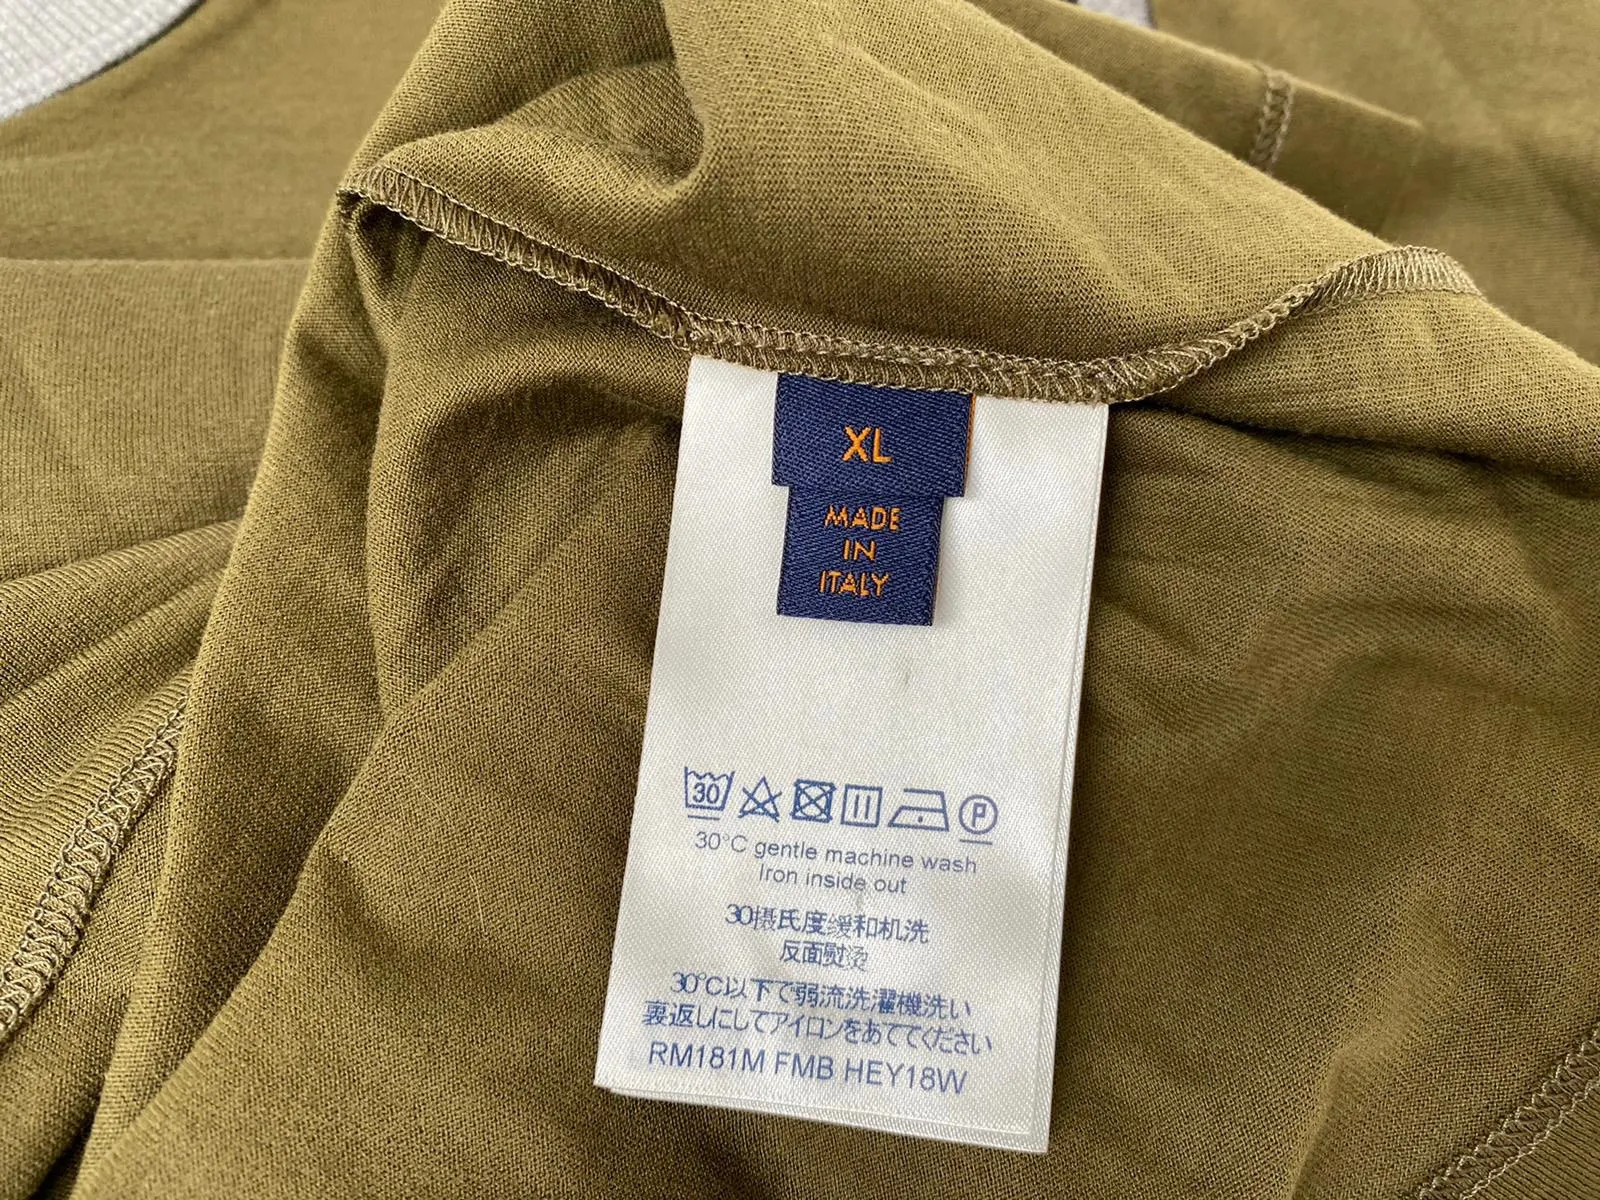 XL
MADE
IN
ITALY
30
P
30°C gentle machine wash
Iron inside out
30摄氏度缓和机洗
反面熨烫
30℃以下で弱流洗濯機洗い
裏返しにしてアイロンをあててください
RM181M FMB HEY18W